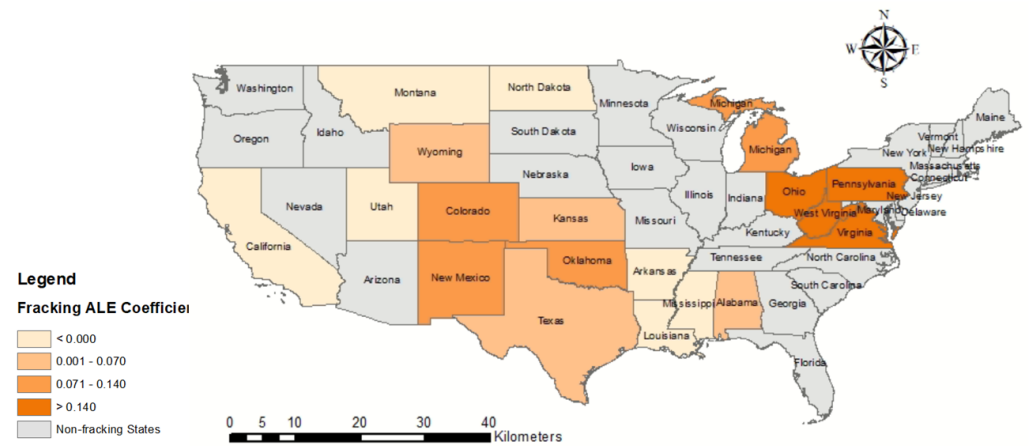 N
W E
S
Washington
Montana
North Dakota
Minnesota
Michigan
Maine
Oregon
Idaho
South Dakota
Wisconsin
Vermont
New Hampshire
Wyoming
Michigan
New York
Massachusetts
Connecticut
Nebraska
Iowa
Illinois
Indiana
Ohio
Pennsylvania
New Jersey
Nevada
Utah
Colorado
Kansas
Missouri
West Virginia
Maryland
Delaware
Kentucky
Virginia
California
Arizona
New Mexico
Oklahoma
Arkansas
Tennessee
North Carolina
South Carolina
Texas
Mississippi
Alabama
Georgia
Louisiana
Florida
Legend
Fracking ALE Coefficien
< 0.000
0.001 - 0.070
0.071 - 0.140
> 0.140
Non-fracking States
0 5 10 20 30 40
Kilometers